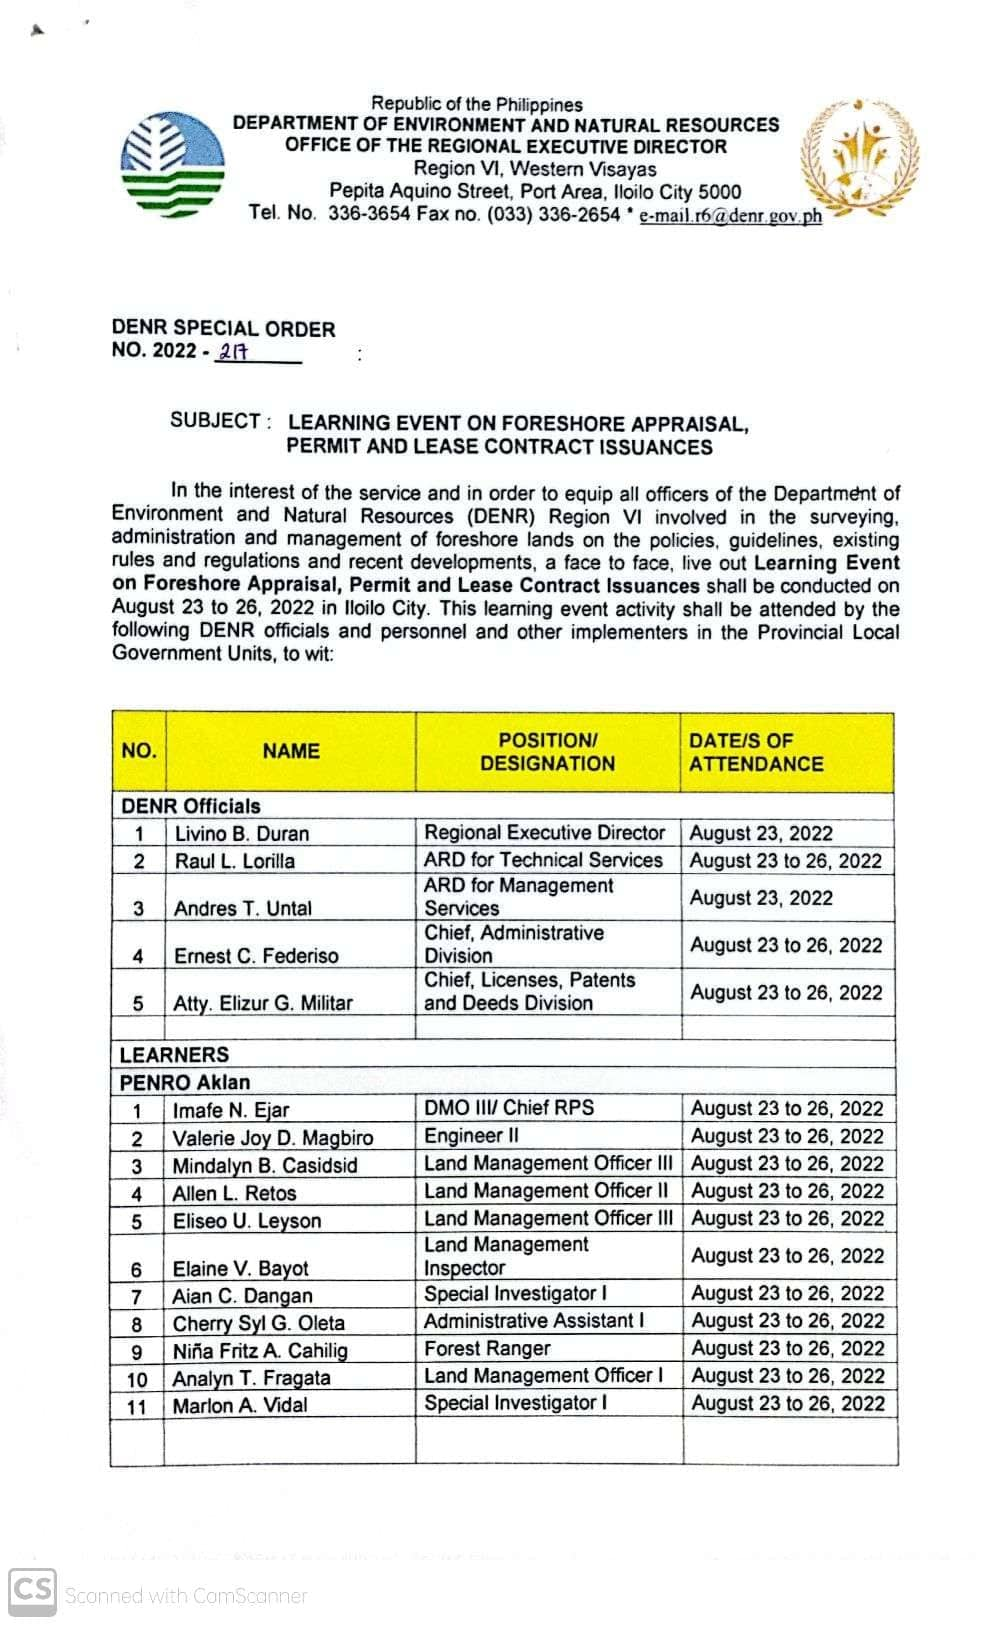 Republic of the Philippines
DEPARTMENT OF ENVIRONMENT AND NATURAL RESOURCES
OFFICE OF THE REGIONAL EXECUTIVE DIRECTOR
Region VI, Western Visayas
Pepita Aquino Street, Port Area, Iloilo City 5000
Tel. No. 336-3654 Fax no. (033) 336-2654 * e-mail.r6@denr.gov.ph
DENR SPECIAL ORDER
NO. 2022 - 217 :
SUBJECT : LEARNING EVENT ON FORESHORE APPRAISAL,
PERMIT AND LEASE CONTRACT ISSUANCES
In the interest of the service and in order to equip all officers of the Department of
Environment and Natural Resources (DENR) Region VI involved in the surveying,
administration and management of foreshore lands on the policies, guidelines, existing
rules and regulations and recent developments, a face to face, live out Learning Event
on Foreshore Appraisal, Permit and Lease Contract Issuances shall be conducted on
August 23 to 26, 2022 in Iloilo City. This learning event activity shall be attended by the
following DENR officials and personnel and other implementers in the Provincial Local
Government Units, to wit:
NO. NAME POSITION/ DESIGNATION DATE/S OF ATTENDANCE
DENR Officials
1 Livino B. Duran Regional Executive Director August 23, 2022
2 Raul L. Lorilla ARD for Technical Services August 23 to 26, 2022
3 Andres T. Untal ARD for Management Services August 23, 2022
4 Ernest C. Federiso Chief, Administrative Division August 23 to 26, 2022
5 Atty. Elizur G. Militar Chief, Licenses, Patents and Deeds Division August 23 to 26, 2022
LEARNERS
PENRO Aklan
1 Imafe N. Ejar DMO III/ Chief RPS August 23 to 26, 2022
2 Valerie Joy D. Magbiro Engineer II August 23 to 26, 2022
3 Mindalyn B. Casidsid Land Management Officer III August 23 to 26, 2022
4 Allen L. Retos Land Management Officer II August 23 to 26, 2022
5 Eliseo U. Leyson Land Management Officer III August 23 to 26, 2022
6 Elaine V. Bayot Land Management Inspector August 23 to 26, 2022
7 Aian C. Dangan Special Investigator I August 23 to 26, 2022
8 Cherry Syl G. Oleta Administrative Assistant I August 23 to 26, 2022
9 Niña Fritz A. Cahilig Forest Ranger August 23 to 26, 2022
10 Analyn T. Fragata Land Management Officer I August 23 to 26, 2022
11 Marlon A. Vidal Special Investigator I August 23 to 26, 2022
CS Scanned with CamScanner